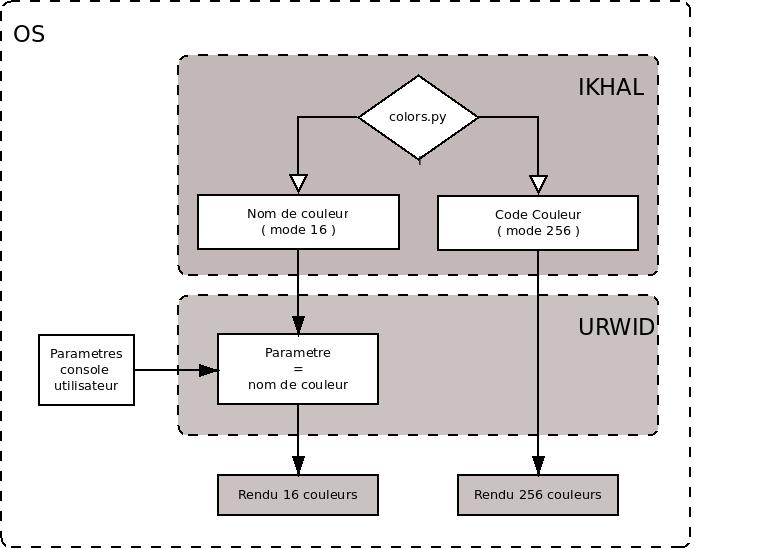 OS
IKHAL
colors.py
Nom de couleur
( mode 16 )
Code Couleur
( mode 256 )
URWID
Parametres
console
utilisateur
Parametre
=
nom de couleur
Rendu 16 couleurs
Rendu 256 couleurs